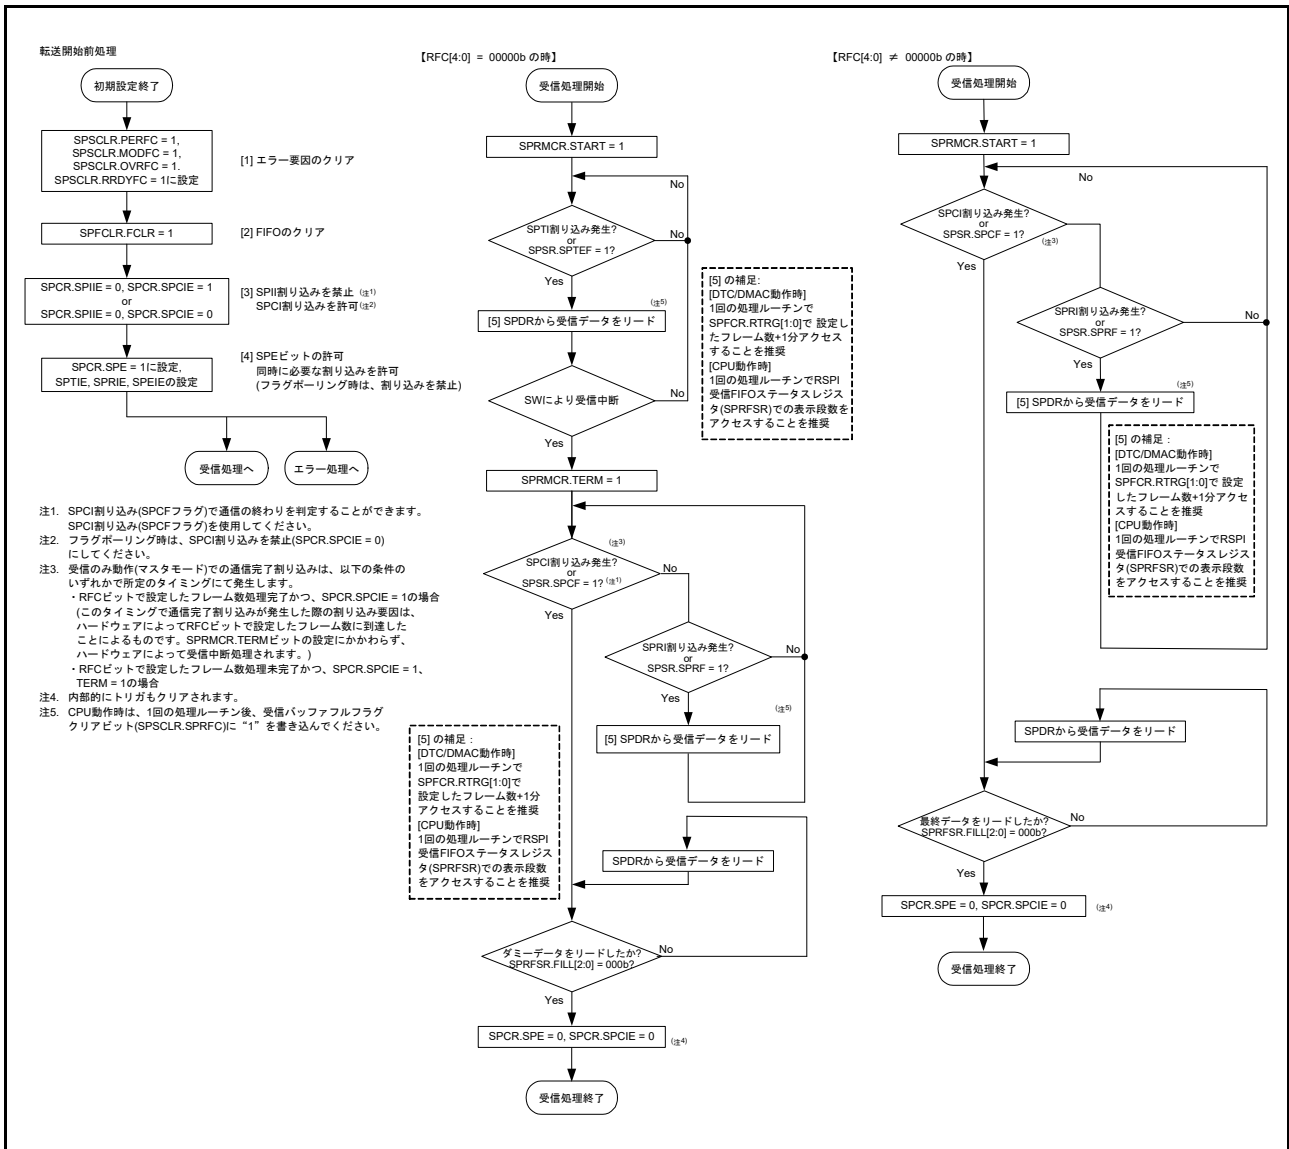 転送開始前処理
初期設定終了
SPSCLR.PERFC = 1,
SPSCLR.MODFC = 1,
SPSCLR.OVRFC = 1.
SPSCLR.RRDYFC = 1に設定
[1] エラー要因のクリア
SPFCLR.FCLR = 1
[2] FIFOのクリア
SPCR.SPIIE = 0, SPCR.SPCIE = 1
or
SPCR.SPIIE = 0, SPCR.SPCIE = 0
[3] SPII割り込みを禁止 (注1)
SPCI割り込みを許可 (注2)
SPCR.SPE = 1に設定,
SPTIE, SPRIE, SPEIEの設定
[4] SPEビットの許可
同時に必要な割り込みを許可
(フラグポーリング時は、割り込みを禁止)
受信処理へ
エラー処理へ
注1. SPCI割り込み(SPCFフラグ)で通信の終わりを判定することができます。
SPCI割り込み(SPCFフラグ)を使用してください。
注2. フラグポーリング時は、SPCI割り込みを禁止(SPCR.SPCIE = 0)
にしてください。
注3. 受信のみ動作(マスタモード)での通信完了割り込みは、以下の条件の
いずれかで所定のタイミングにて発生します。
・RFCビットで設定したフレーム数処理完了かつ、SPCR.SPCIE = 1の場合
(このタイミングで通信完了割り込みが発生した際の割り込み要因は、
ハードウェアによってRFCビットで設定したフレーム数に到達した
ことによるものです。SPRMCR.TERMビットの設定にかかわらず、
ハードウェアによって受信中断処理されます。)
・RFCビットで設定したフレーム数処理未完了かつ、SPCR.SPCIE = 1、
TERM = 1の場合
注4. 内部的にトリガもクリアされます。
注5. CPU動作時は、1回の処理ルーチン後、受信バッファフルフラグ
クリアビット(SPSCLR.SPRFC)に“1”を書き込んでください。
【RFC[4:0] = 00000b の時】
受信処理開始
SPRMCR.START = 1
No
SPTI割り込み発生?
or
SPSR.SPTEF = 1?
No
Yes
(注5)
[5] SPDRから受信データをリード
SWにより受信中断
No
Yes
[5] の補足:
[DTC/DMAC動作時]
1回の処理ルーチンで
SPFCR.RTRG[1:0]で 設定し
たフレーム数+1分アクセス
することを推奨
[CPU動作時]
1回の処理ルーチンでRSPI
受信FIFOステータスレジス
タ(SPRFSR)での表示段数を
アクセスすることを推奨
SPRMCR.TERM = 1
(注3)
SPCI割り込み発生?
or
SPSR.SPCF = 1? (注1)
No
Yes
SPRI割り込み発生?
or
SPSR.SPRF = 1?
No
Yes
(注5)
[5] SPDRから受信データをリード
[5] の補足 :
[DTC/DMAC動作時]
1回の処理ルーチンで
SPFCR.RTRG[1:0]で
設定したフレーム数+1分
アクセスすることを推奨
[CPU動作時]
1回の処理ルーチンでRSPI
受信FIFOステータスレジス
タ(SPRFSR)での表示段数
をアクセスすることを推奨
SPDRから受信データをリード
ダミーデータをリードしたか?
SPRFSR.FILL[2:0] = 000b?
No
Yes
SPCR.SPE = 0, SPCR.SPCIE = 0
(注4)
受信処理終了
【RFC[4:0] ≠ 00000b の時】
受信処理開始
SPRMCR.START = 1
No
SPCI割り込み発生?
or
SPSR.SPCF = 1?
(注3)
Yes
SPRI割り込み発生?
or
SPSR.SPRF = 1?
No
Yes
(注5)
[5] SPDRから受信データをリード
[5] の補足 :
[DTC/DMAC動作時]
1回の処理ルーチンで
SPFCR.RTRG[1:0]で 設定
したフレーム数+1分アクセ
スすることを推奨
[CPU動作時]
1回の処理ルーチンでRSPI
受信FIFOステータスレジス
タ(SPRFSR)での表示段数
をアクセスすることを推奨
SPDRから受信データをリード
最終データをリードしたか?
SPRFSR.FILL[2:0] = 000b?
No
Yes
SPCR.SPE = 0, SPCR.SPCIE = 0
(注4)
受信処理終了